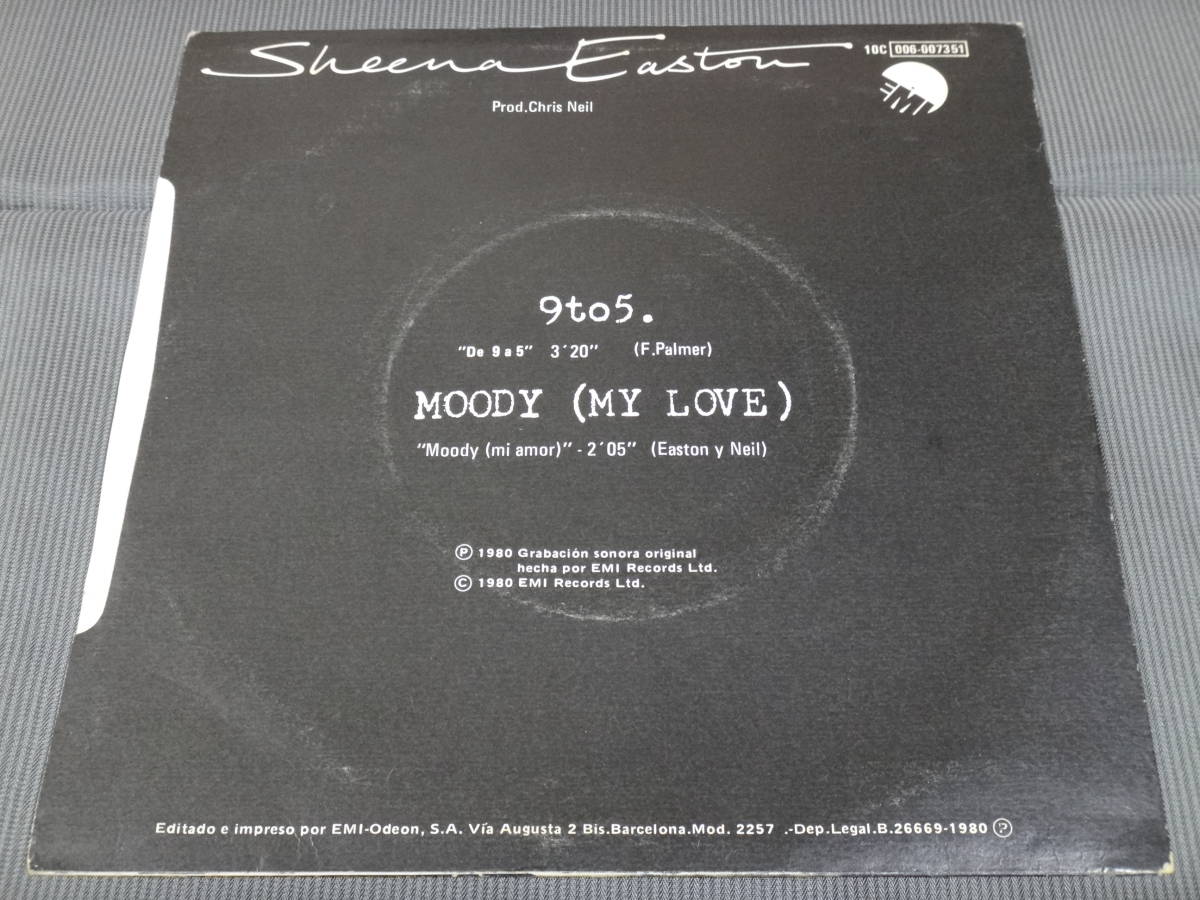 Sheena Easton
10C 006-007351
EMI
Prod.Chris Neil
9to5.
"De 9 a 5" 3´20" (F.Palmer)
MOODY (MY LOVE)
"Moody (mi amor)" - 2´05" (Easton y Neil)
Ⓟ 1980 Grabación sonora original
hecha por EMI Records Ltd.
© 1980 EMI Records Ltd.
Editado e impreso por EMI-Odeon, S.A. Vía Augusta 2 Bis.Barcelona.Mod. 2257 .-Dep.Legal.B.26669-1980 Ⓟ